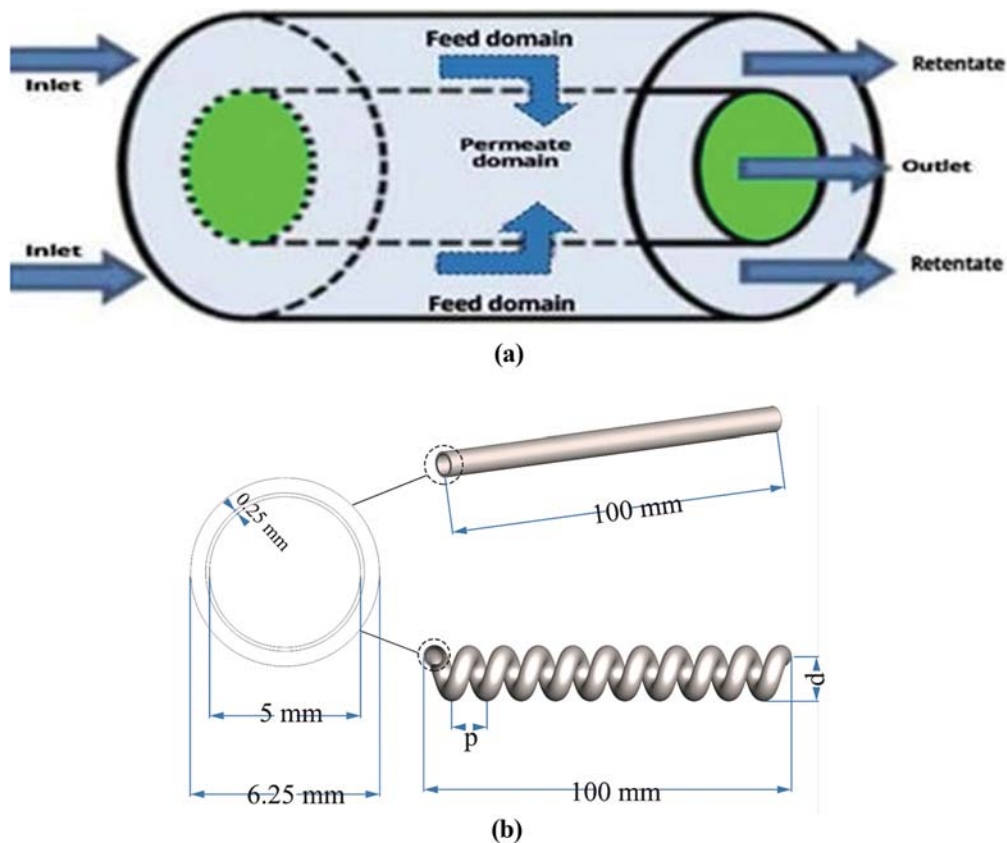 Feed domain
Inlet
Retentate
Permeate
domain
Outlet
Inlet
Retentate
Feed domain
(a)
0.25 mm
100 mm
5 mm
p
d
6.25 mm
100 mm
(b)